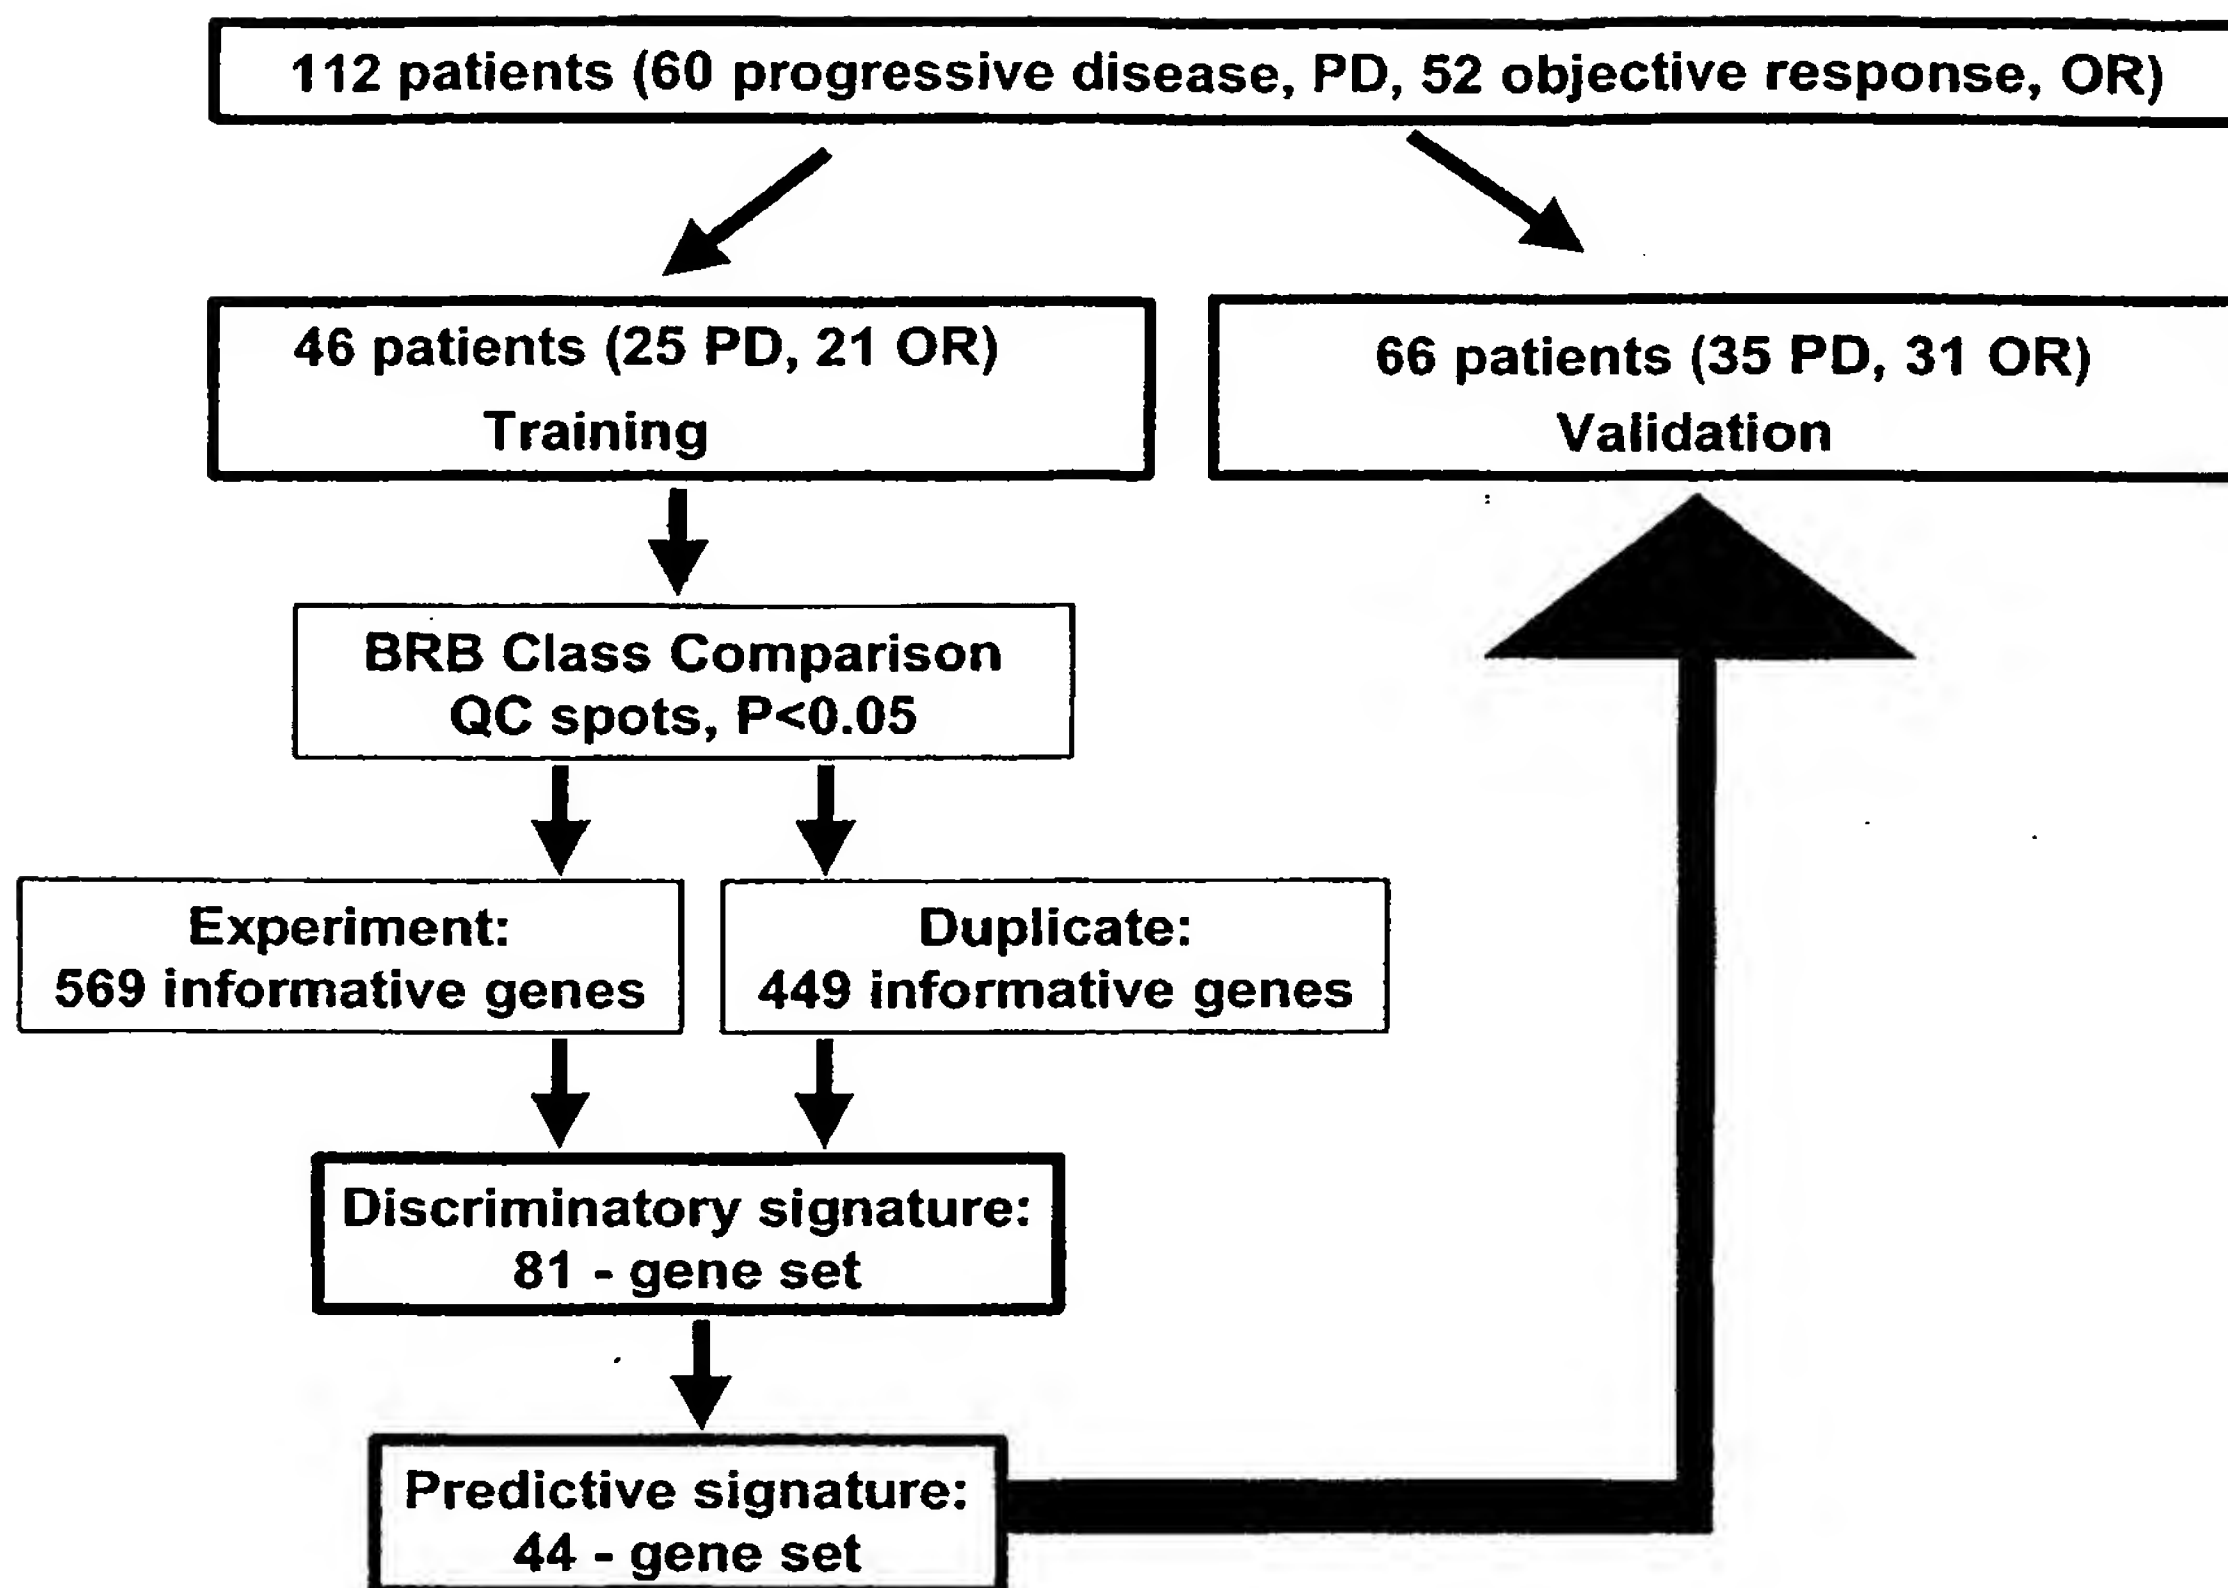 112 patients (60 progressive disease, PD, 52 objective response, OR)
46 patients (25 PD, 21 OR)
Training
66 patients (35 PD, 31 OR)
Validation
BRB Class Comparison
QC spots, P<0.05
Experiment:
569 informative genes
Duplicate:
449 informative genes
Discriminatory signature:
81 - gene set
Predictive signature:
44 - gene set